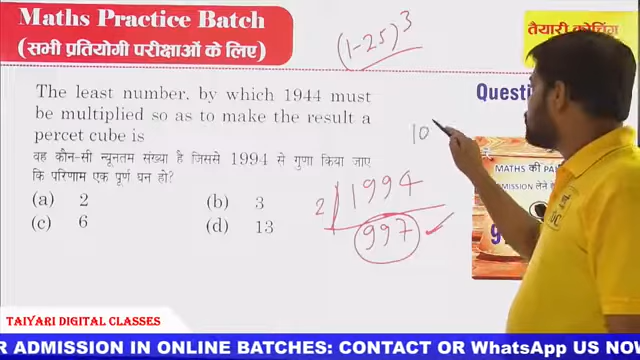 Maths Practice Batch
(सभी प्रतियोगी परीक्षाओं के लिए)
(1-25)³
तैयारी कोचिंग
The least number, by which 1944 must
be multiplied so as to make the result a
percet cube is
वह कौन-सी न्यूनतम संख्या है जिससे 1994 से गुणा किया जाए
कि परिणाम एक पूर्ण घन हो?
(a) 2 (b) 3
(c) 6 (d) 13
Questi
10
2 1994
997
MATHS की
TAIYARI DIGITAL CLASSES
R ADMISSION IN ONLINE BATCHES: CONTACT OR WhatsApp US NOW